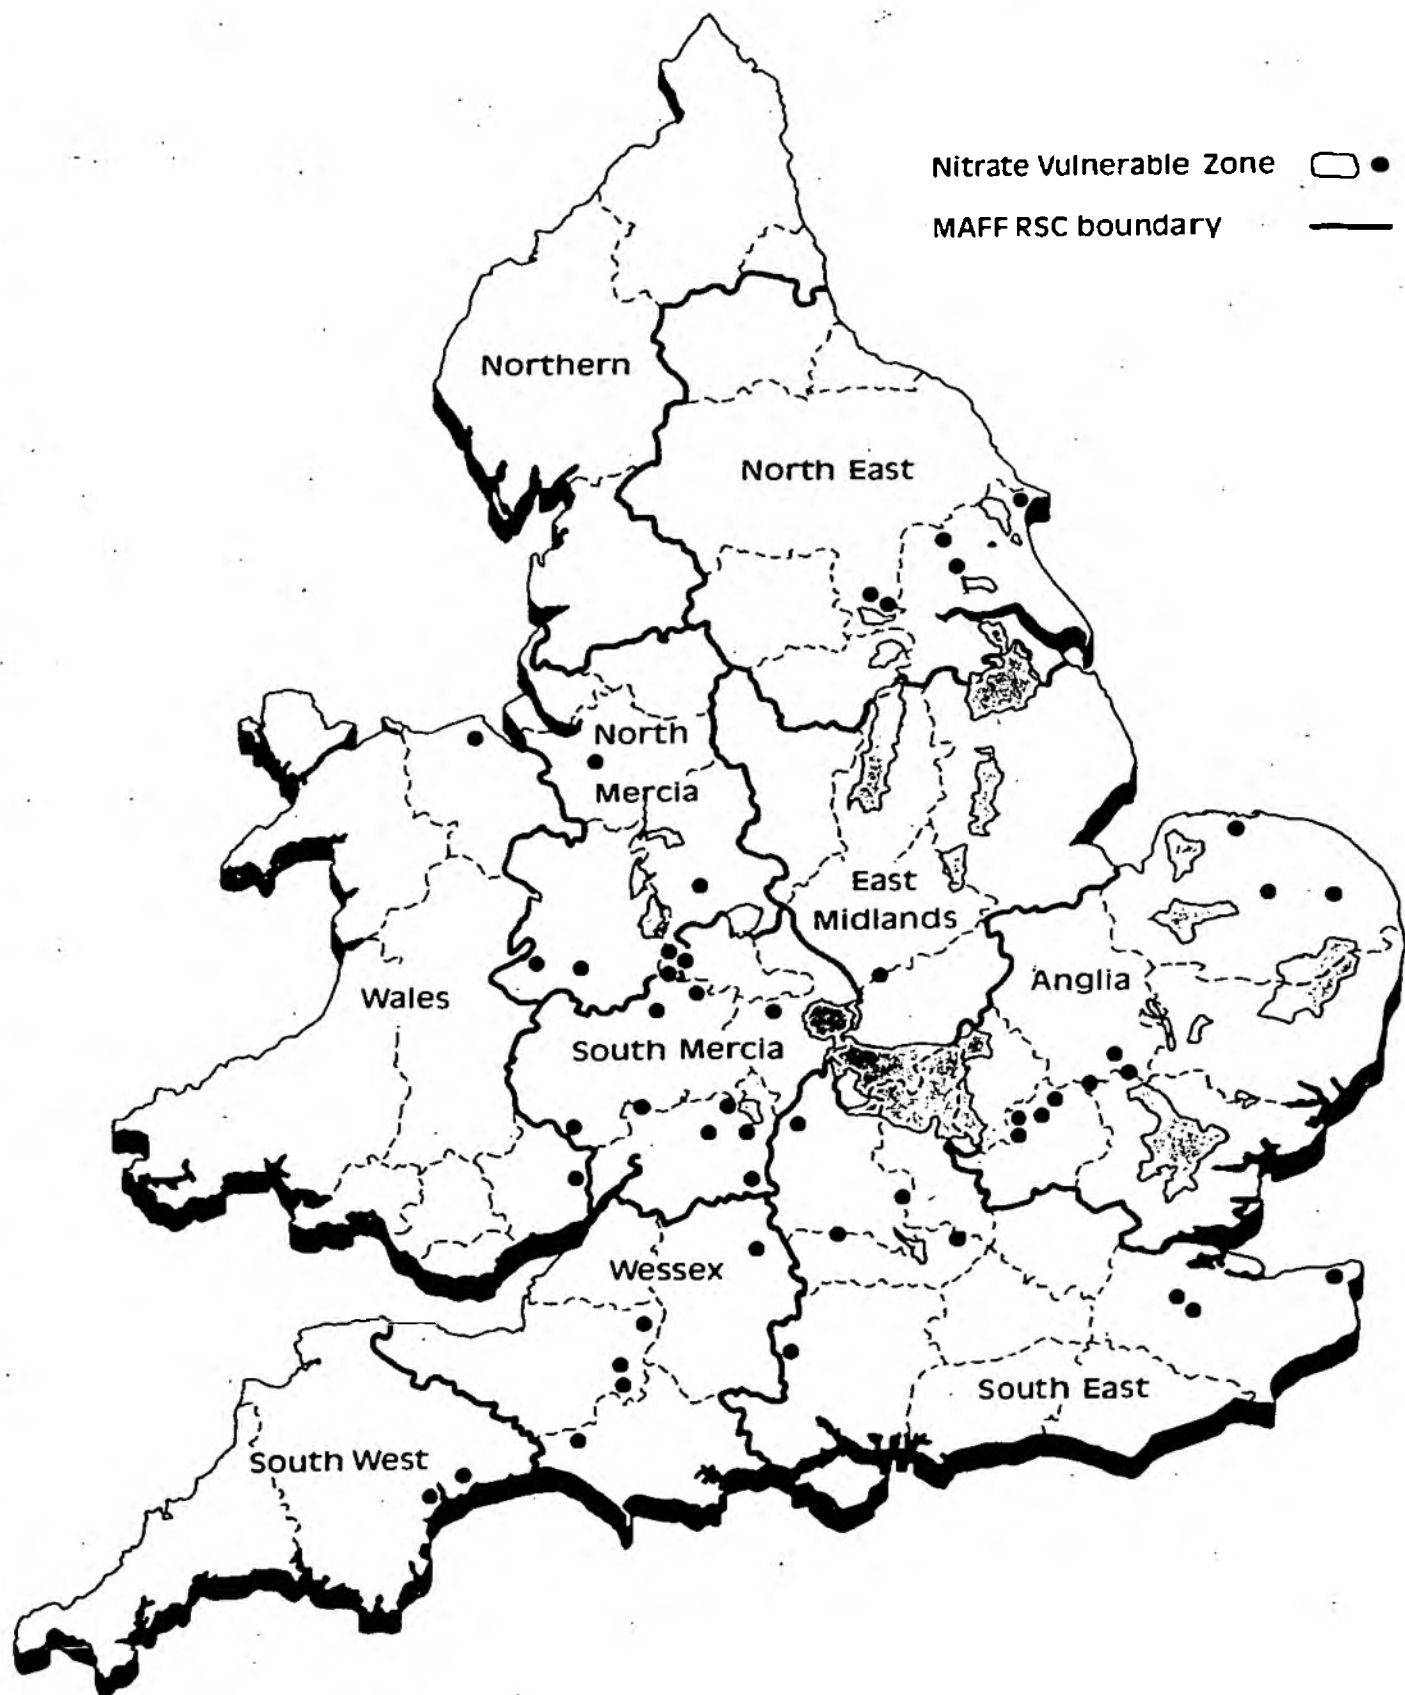 Nitrate Vulnerable Zone
MAFF RSC boundary
Northern
North East
North
Mercia
East
Midlands
Anglia
Wales
South Mercia
Wessex
South East
South West